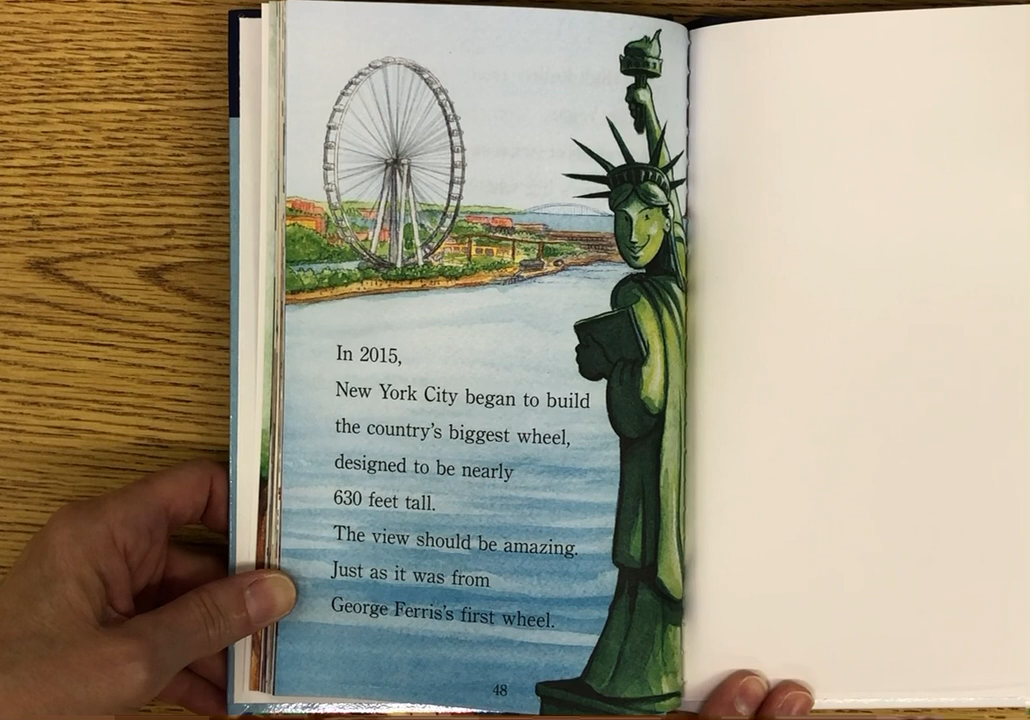 In 2015,
New York City began to build
the country's biggest wheel,
designed to be nearly
630 feet tall.
The view should be amazing.
Just as it was from
George Ferris's first wheel.
48